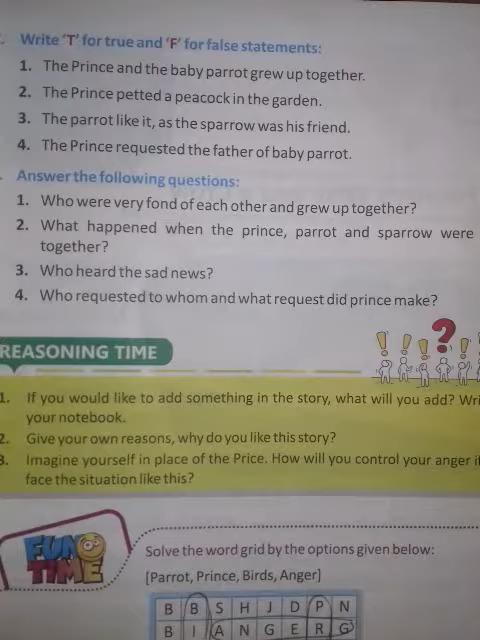 Write 'T' for true and 'F' for false statements:
1. The Prince and the baby parrot grew up together.
2. The Prince petted a peacock in the garden.
3. The parrot like it, as the sparrow was his friend.
4. The Prince requested the father of baby parrot.
Answer the following questions:
1. Who were very fond of each other and grew up together?
2. What happened when the prince, parrot and sparrow were
together?
3. Who heard the sad news?
4. Who requested to whom and what request did prince make?
REASONING TIME
1. If you would like to add something in the story, what will you add? Wri
your notebook.
2. Give your own reasons, why do you like this story?
3. Imagine yourself in place of the Price. How will you control your anger i
face the situation like this?
FUN
TIME
Solve the word grid by the options given below:
[Parrot, Prince, Birds, Anger]
B B S H J D P N
B I A N G E R G